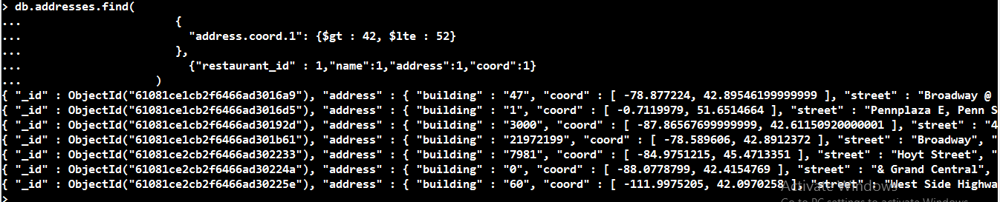 > db.addresses.find(
... {
... "address.coord.1": {$gt : 42, $lte : 52}
... },
... {"restaurant_id" : 1,"name":1,"address":1,"coord":1}
... )
{ "_id" : ObjectId("61081ce1cb2f6466ad3016a9"), "address" : { "building" : "47", "coord" : [ -78.877224, 42.89546199999999 ], "street" : "Broadway @
{ "_id" : ObjectId("61081ce1cb2f6466ad3016d5"), "address" : { "building" : "1", "coord" : [ -0.7119979, 51.6514664 ], "street" : "Pennplaza E, Penn S
{ "_id" : ObjectId("61081ce1cb2f6466ad30192d"), "address" : { "building" : "3000", "coord" : [ -87.86567699999999, 42.61150920000001 ], "street" : "4
{ "_id" : ObjectId("61081ce1cb2f6466ad301b61"), "address" : { "building" : "21972199", "coord" : [ -78.589606, 42.8912372 ], "street" : "Broadway", "
{ "_id" : ObjectId("61081ce2cb2f6466ad302233"), "address" : { "building" : "7981", "coord" : [ -84.9751215, 45.4713351 ], "street" : "Hoyt Street", "
{ "_id" : ObjectId("61081ce2cb2f6466ad30224a"), "address" : { "building" : "0", "coord" : [ -88.0778799, 42.4154769 ], "street" : "& Grand Central",
{ "_id" : ObjectId("61081ce2cb2f6466ad30225e"), "address" : { "building" : "60", "coord" : [ -111.9975205, 42.0970258 ], "street" : "West Side Highwa
Activate Windows
>
Go to PC settings to activate Windows.